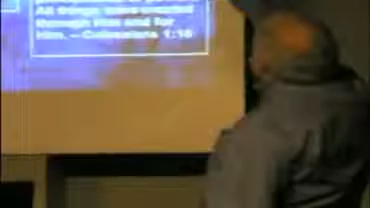 All things were created
through Him and for
Him. – Colossians 1:16